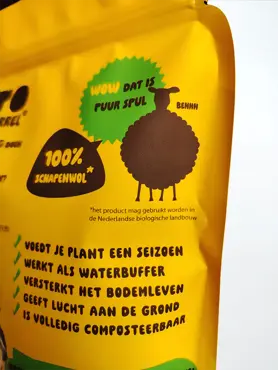 WOW DAT IS
PUUR SPUL
BEHHH
100%
SCHAPENWOL*
*het product mag gebruikt worden in
de Nederlandse biologische landbouw
✓ VOEDT JE PLANT EEN SEIZOEN
✓ WERKT ALS WATERBUFFER
✓ VERSTERKT HET BODEMLEVEN
✓ GEEFT LUCHT AAN DE GROND
✓ IS VOLLEDIG COMPOSTEERBAAR